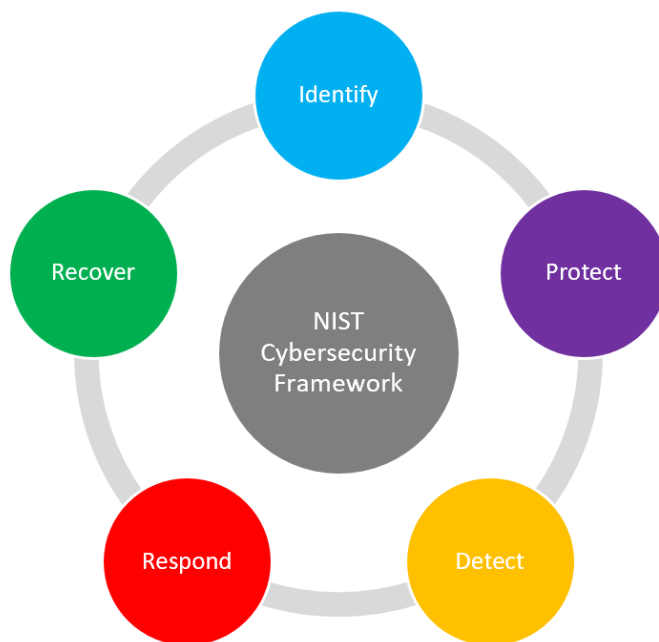 Identify
Protect
Detect
Respond
Recover
NIST
Cybersecurity
Framework